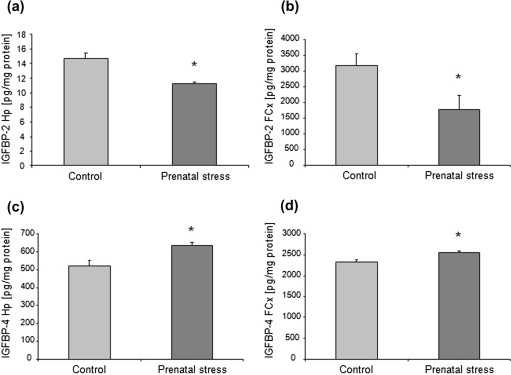 (a)
IGFBP-2 Hp [pg/mg protein]
18
16
14
12
10
8
6
4
2
0
*
Control
Prenatal stress
(b)
IGFBP-2 FCx [pg/mg protein]
4000
3500
3000
2500
2000
1500
1000
500
0
*
Control
Prenatal stress
(c)
IGFBP-4 Hp [pg/mg protein]
700
600
500
400
300
200
100
0
*
Control
Prenatal stress
(d)
IGFBP-4 FCx [pg/mg protein]
3000
2500
2000
1500
1000
500
0
*
Control
Prenatal stress